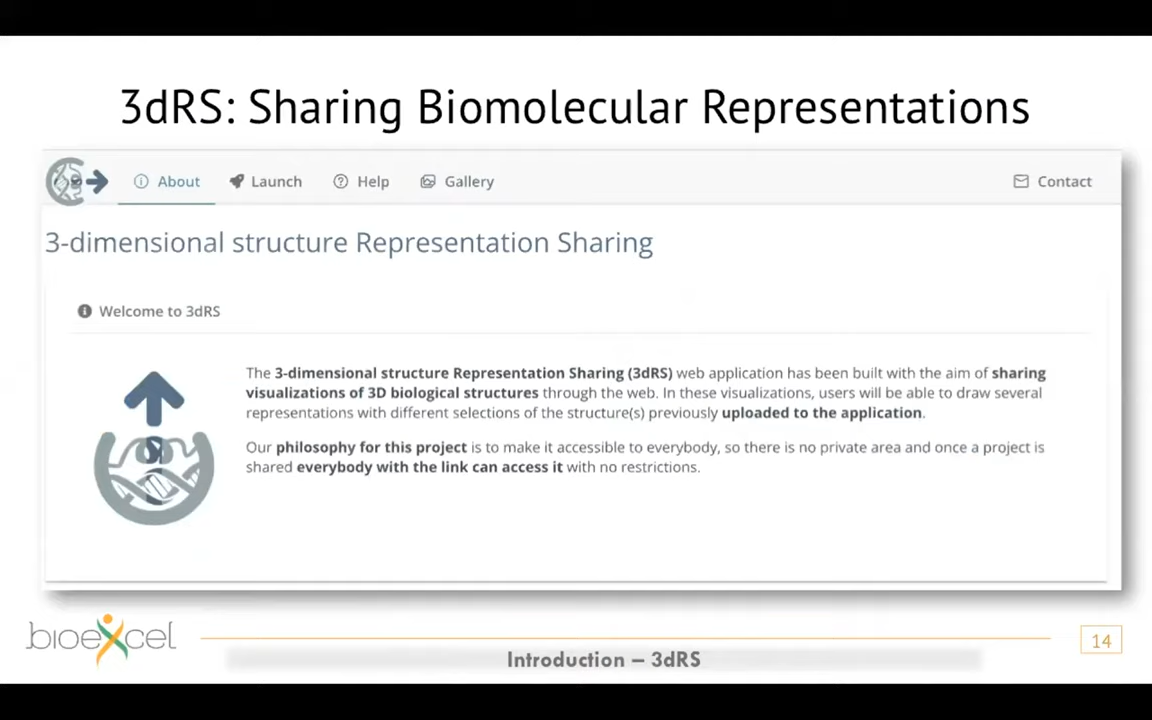 3dRS: Sharing Biomolecular Representations
About Launch Help Gallery Contact
3-dimensional structure Representation Sharing
Welcome to 3dRS
The 3-dimensional structure Representation Sharing (3dRS) web application has been built with the aim of sharing
visualizations of 3D biological structures through the web. In these visualizations, users will be able to draw several
representations with different selections of the structure(s) previously uploaded to the application.
Our philosophy for this project is to make it accessible to everybody, so there is no private area and once a project is
shared everybody with the link can access it with no restrictions.
bioexcel
14
Introduction – 3dRS